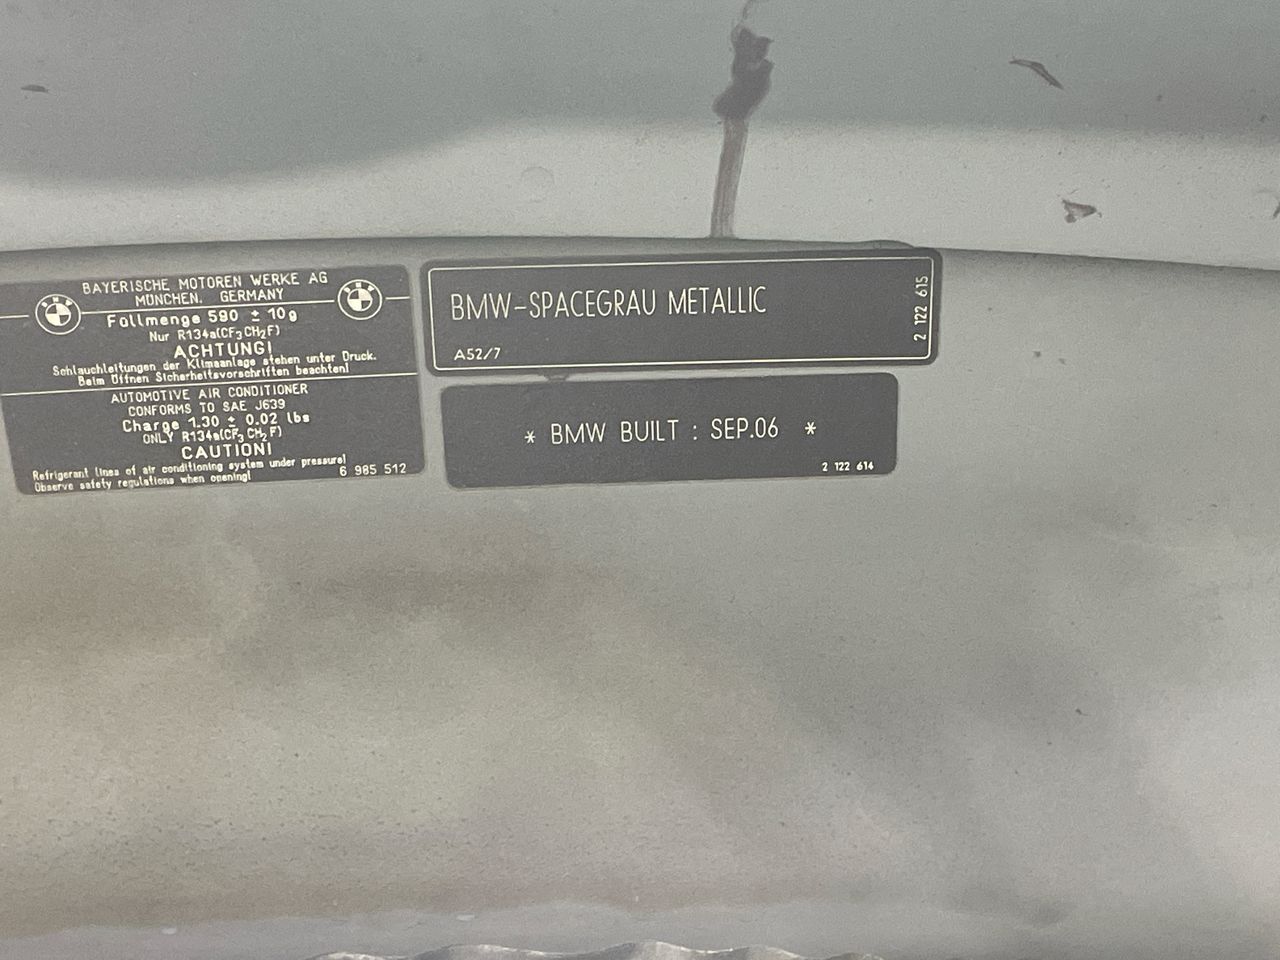 BAYERISCHE MOTOREN WERKE AG
MÜNCHEN, GERMANY
Füllmenge 590 ± 10g
Nur R134a(CF3CH2F)
ACHTUNG!
Schlauchleitungen der Klimaanlage stehen unter Druck.
Beim Öffnen Sicherheitsvorschriften beachten!
AUTOMOTIVE AIR CONDITIONER
CONFORMS TO SAE J639
Charge 1.30 ± 0.02 lbs
ONLY R134a(CF3CH2F)
CAUTION!
Refrigerant lines of air conditioning system under pressure!
Observe safety regulations when opening!
6 985 512
BMW-SPACEGRAU METALLIC
A52/7
2 122 615
* BMW BUILT : SEP.06 *
2 122 614